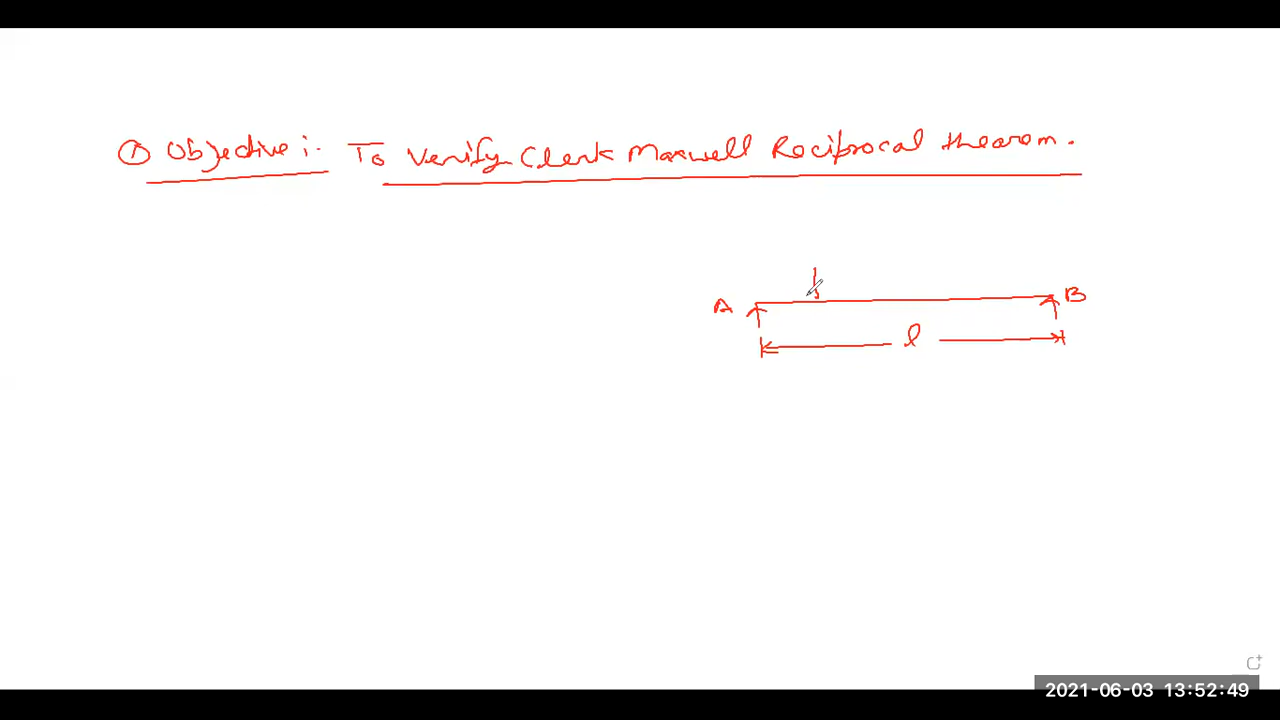 ① Objective :- To Verify Clerk Maxwell Reciprocal theorem.
A B
l
2021-06-03 13:52:49